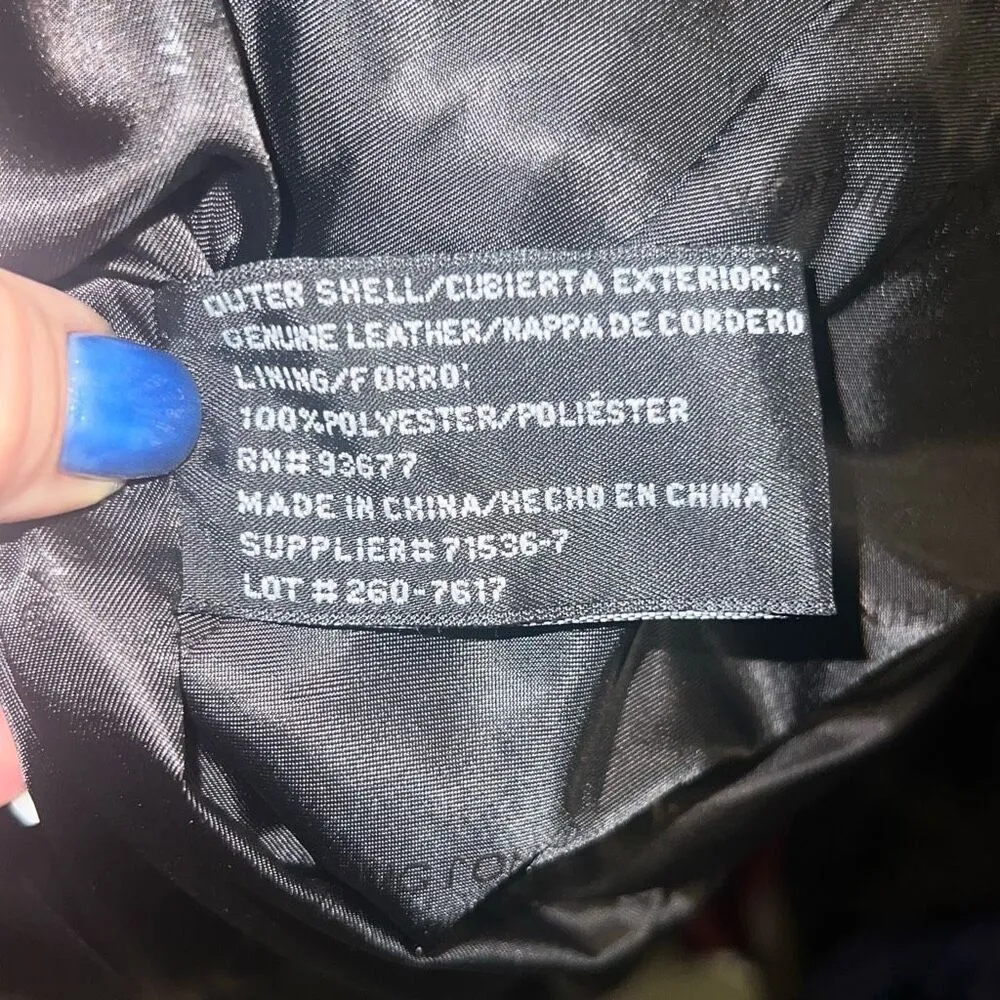 OUTER SHELL/CUBIERTA EXTERIOR:
GENUINE LEATHER/NAPPA DE CORDERO
LINING/FORRO:
100%POLYESTER/POLIÉSTER
RN# 93677
MADE IN CHINA/HECHO EN CHINA
SUPPLIER# 71536-7
LOT # 260-7617